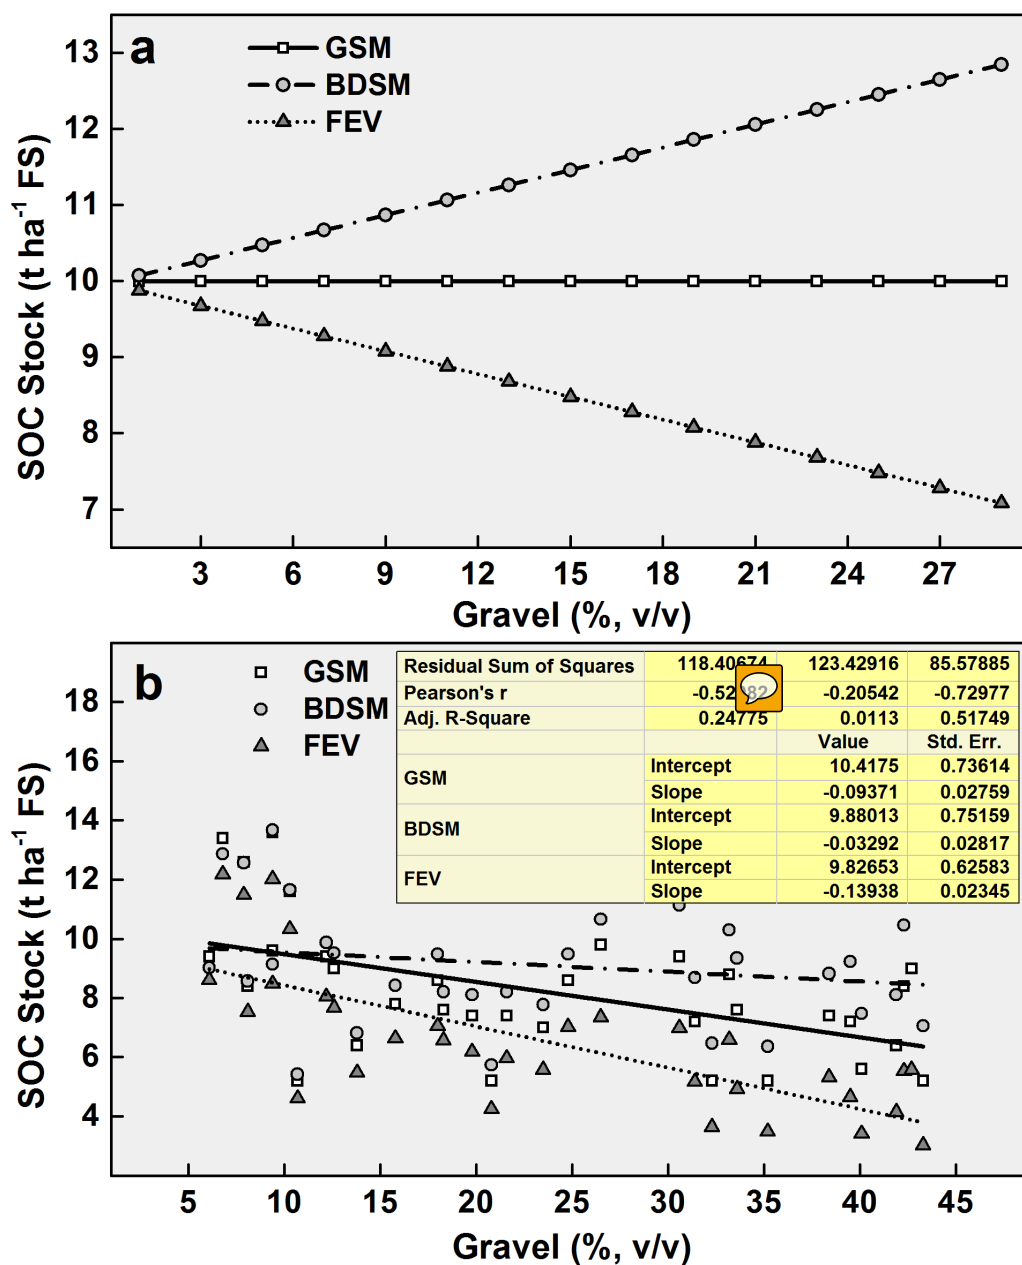 a
GSM
BDSM
FEV
13
12
11
10
9
8
7
SOC Stock (t ha⁻¹ FS)
3 6 9 12 15 18 21 24 27
Gravel (%, v/v)
b
GSM
BDSM
FEV
Residual Sum of Squares 118.40674 123.42916 85.57885
Pearson's r -0.20542 -0.72977
Adj. R-Square 0.24775 0.0113 0.51749
Value Std. Err.
GSM Intercept 10.4175 0.73614
Slope -0.09371 0.02759
BDSM Intercept 9.88013 0.75159
Slope -0.03292 0.02817
FEV Intercept 9.82653 0.62583
Slope -0.13938 0.02345
18
16
14
12
10
8
6
4
SOC Stock (t ha⁻¹ FS)
5 10 15 20 25 30 35 40 45
Gravel (%, v/v)